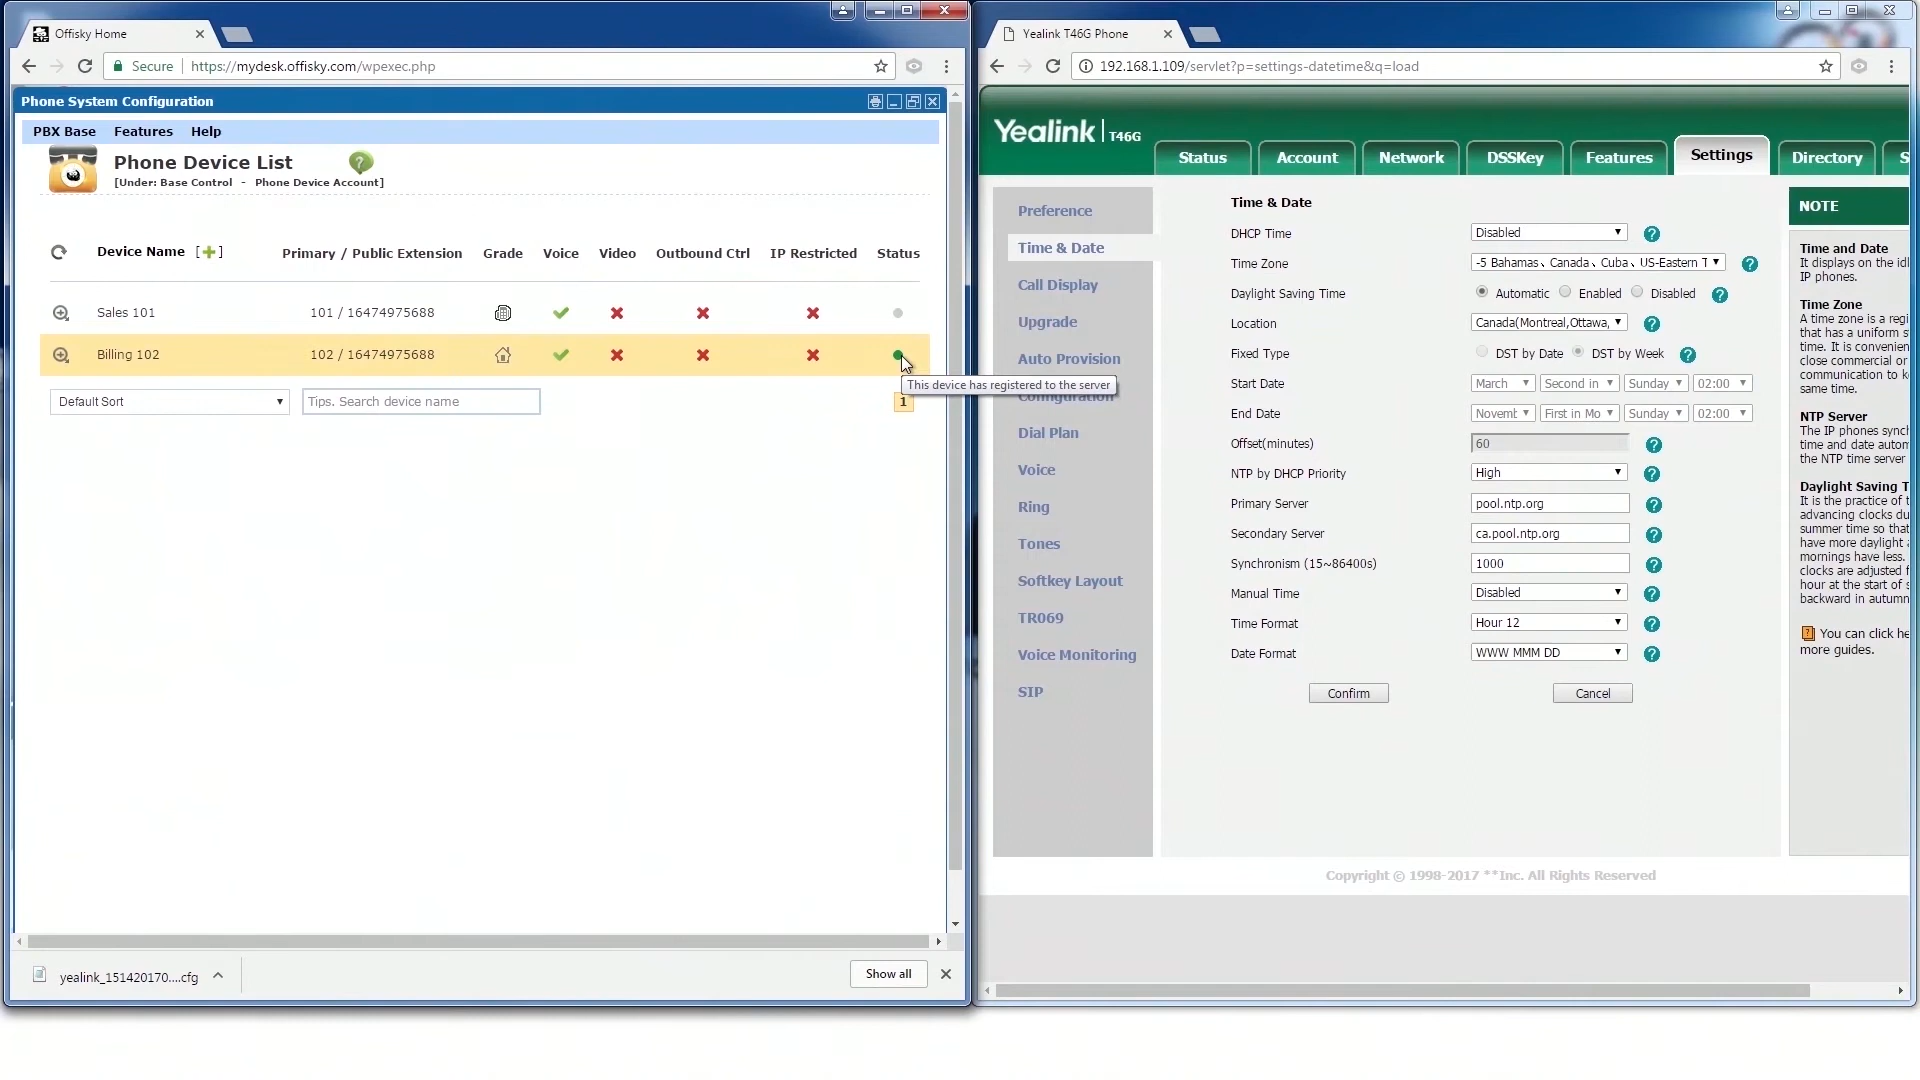 Offisky Home
Secure
https://mydesk.offisky.com/wpexec.php
Phone System Configuration
PBX Base Features Help
Phone Device List
[Under: Base Control - Phone Device Account]
Device Name [+] Primary / Public Extension Grade Voice Video Outbound Ctrl IP Restricted Status
Sales 101 101 / 16474975688
Billing 102 102 / 16474975688
This device has registered to the server
Default Sort
Tips. Search device name
1
yealink_151420170....cfg
Show all
Yealink T46G Phone
192.168.1.109/servlet?p=settings-datetime&q=load
Yealink | T46G
Status Account Network DSSKey Features Settings Directory S
Preference
Time & Date
Call Display
Upgrade
Auto Provision
Configuration
Dial Plan
Voice
Ring
Tones
Softkey Layout
TR069
Voice Monitoring
SIP
Time & Date
DHCP Time Disabled
Time Zone -5 Bahamas、Canada、Cuba、US-Eastern T
Daylight Saving Time Automatic Enabled Disabled
Location Canada(Montreal,Ottawa,
Fixed Type DST by Date DST by Week
Start Date March Second in Sunday 02:00
End Date Novemb First in Mo Sunday 02:00
Offset(minutes) 60
NTP by DHCP Priority High
Primary Server pool.ntp.org
Secondary Server ca.pool.ntp.org
Synchronism (15~86400s) 1000
Manual Time Disabled
Time Format Hour 12
Date Format WWW MMM DD
Confirm Cancel
NOTE
Time and Date
It displays on the idl
IP phones.
Time Zone
A time zone is a regi
that has a uniform s
time. It is convenien
close commercial or
communication to k
same time.
NTP Server
The IP phones synch
time and date autom
the NTP time server
Daylight Saving T
It is the practice of t
advancing clocks du
summer time so that
have more daylight a
mornings have less.
clocks are adjusted f
hour at the start of s
backward in autumn
You can click he
more guides.
Copyright © 1998-2017 **Inc. All Rights Reserved